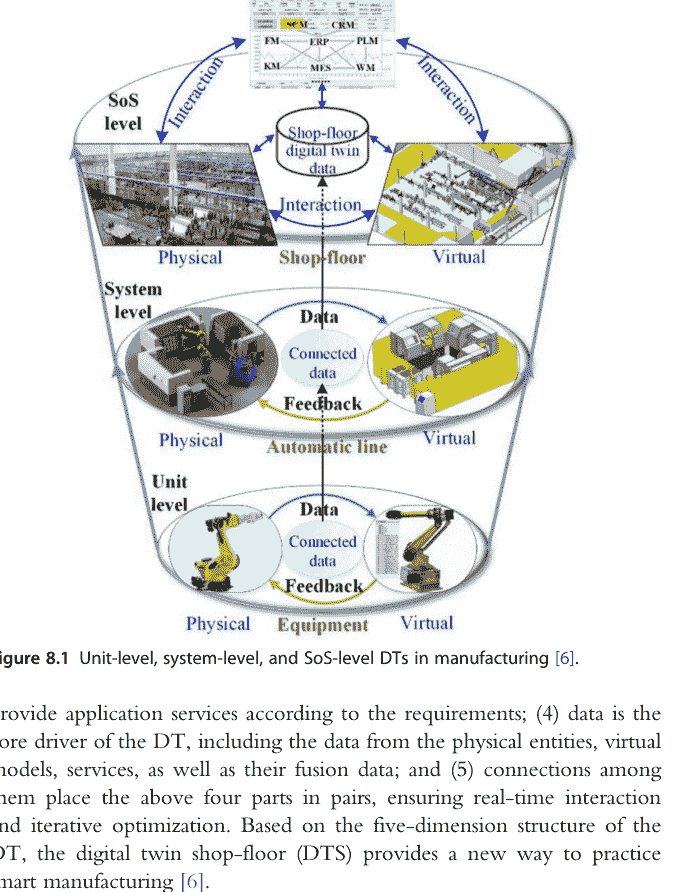 SCM CRM
FM ERP PLM
KM MES WM
Interaction
Interaction
SoS
level
Shop-floor
digital twin
data
Interaction
Physical Shop-floor Virtual
System
level
Data
Connected
data
Feedback
Physical Virtual
Automatic line
Unit
level
Data
Connected
data
Feedback
Physical Equipment Virtual
igure 8.1 Unit-level, system-level, and SoS-level DTs in manufacturing [6].
rovide application services according to the requirements; (4) data is the
ore driver of the DT, including the data from the physical entities, virtual
nodels, services, as well as their fusion data; and (5) connections among
hem place the above four parts in pairs, ensuring real-time interaction
nd iterative optimization. Based on the five-dimension structure of the
DT, the digital twin shop-floor (DTS) provides a new way to practice
mart manufacturing [6].